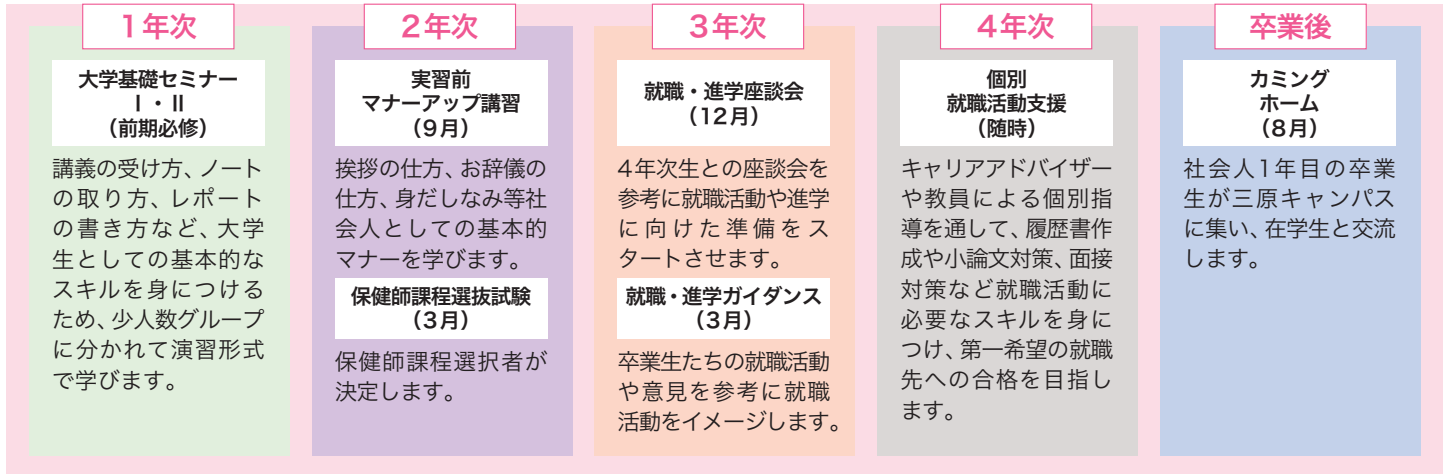 1年次
大学基礎セミナー
Ⅰ・Ⅱ
(前期必修)
講義の受け方、ノート
の取り方、レポート
の書き方など、大学
生としての基本的な
スキルを身につける
ため、少人数グループ
に分かれて演習形式
で学びます。
2年次
実習前
マナーアップ講習
(9月)
挨拶の仕方、お辞儀の
仕方、身だしなみ等社
会人としての基本的
マナーを学びます。
保健師課程選抜試験
(3月)
保健師課程選択者が
決定します。
3年次
就職・進学座談会
(12月)
4年次生との座談会を
参考に就職活動や進学
に向けた準備をス
タートさせます。
就職・進学ガイダンス
(3月)
卒業生たちの就職活動
や意見を参考に就職
活動をイメージします。
4年次
個別
就職活動支援
(随時)
キャリアアドバイザー
や教員による個別指
導を通して、履歴書作
成や小論文対策、面接
対策など就職活動に
必要なスキルを身に
つけ、第一希望の就職
先への合格を目指し
ます。
卒業後
カミング
ホーム
(8月)
社会人1年目の卒業
生が三原キャンパス
に集い、在学生と交流
します。